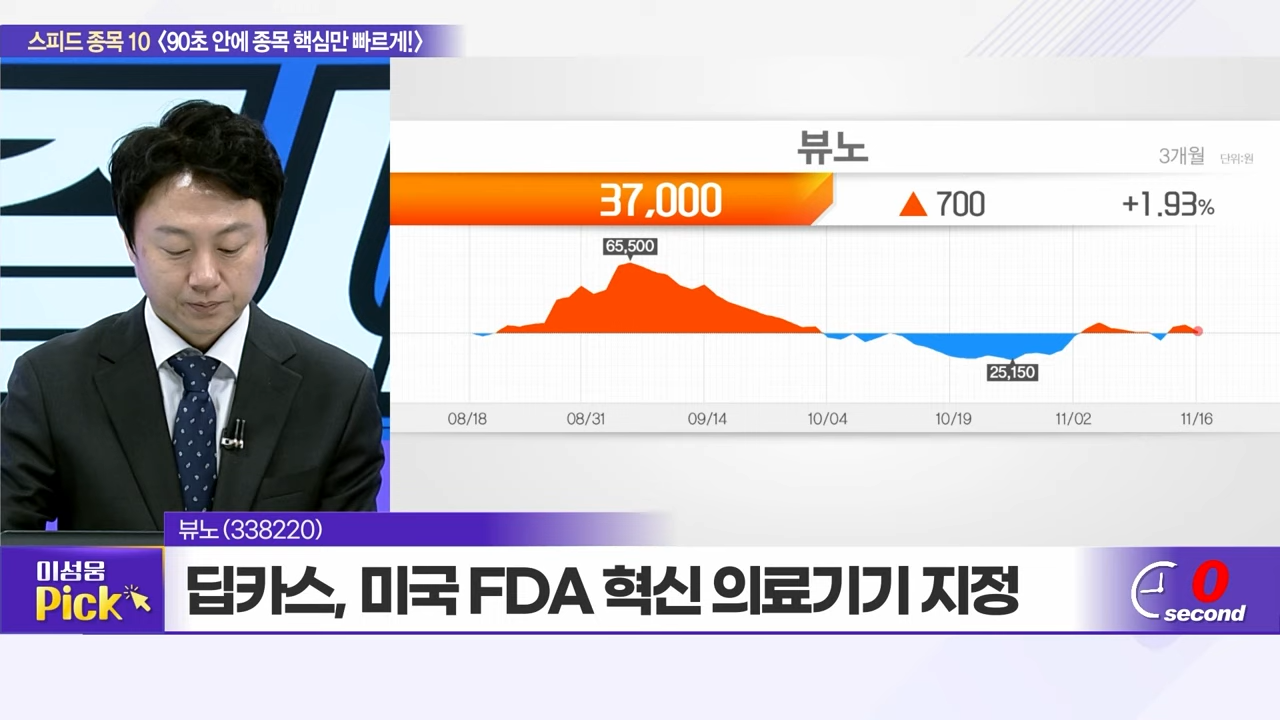 스피드 종목 10 〈90초 안에 종목 핵심만 빠르게!〉
뷰노
3개월 단위:원
37,000 ▲ 700 +1.93%
65,500
25,150
08/18 08/31 09/14 10/04 10/19 11/02 11/16
뷰노(338220)
이성웅
Pick
딥카스, 미국 FDA 혁신 의료기기 지정
0
second